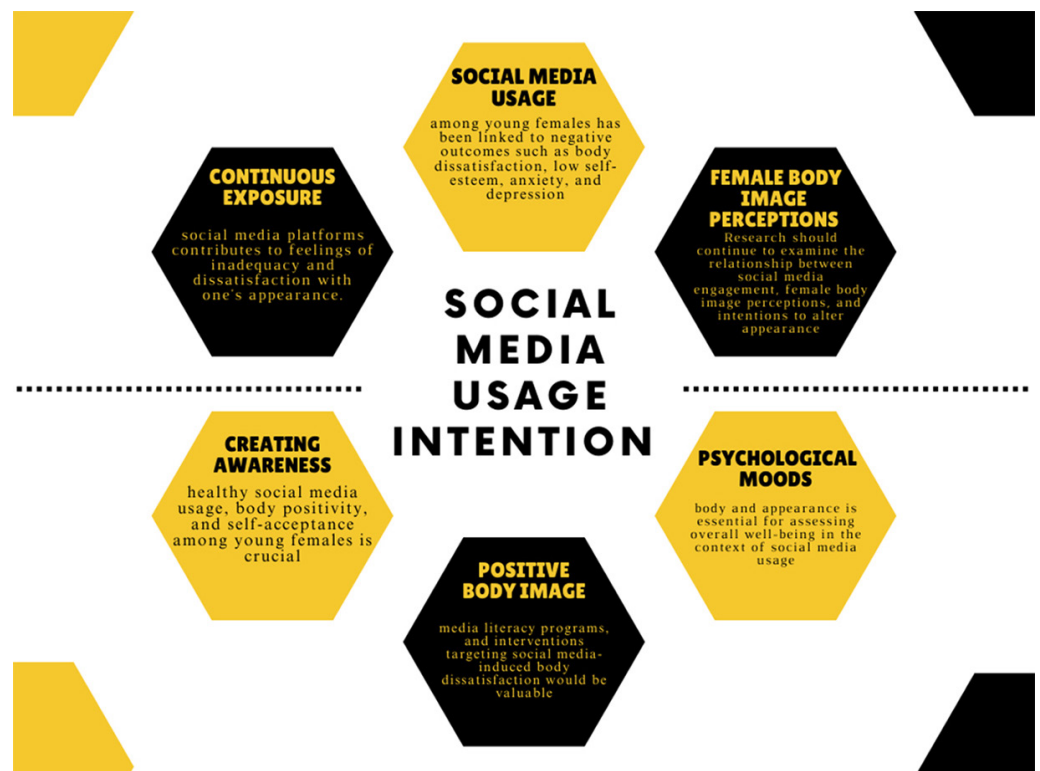 SOCIAL MEDIA
USAGE
among young females has
been linked to negative
outcomes such as body
dissatisfaction, low self-
esteem, anxiety, and
depression
CONTINUOUS
EXPOSURE
social media platforms
contributes to feelings of
inadequacy and
dissatisfaction with
one's appearance.
FEMALE BODY
IMAGE
PERCEPTIONS
Research should
continue to examine the
relationship between
social media
engagement, female body
image perceptions, and
intentions to alter
appearance
SOCIAL
MEDIA
USAGE
INTENTION
CREATING
AWARENESS
healthy social media
usage, body positivity,
and self-acceptance
among young females is
crucial
PSYCHOLOGICAL
MOODS
body and appearance is
essential for assessing
overall well-being in the
context of social media
usage
POSITIVE
BODY IMAGE
media literacy programs,
and interventions
targeting social media-
induced body
dissatisfaction would be
valuable